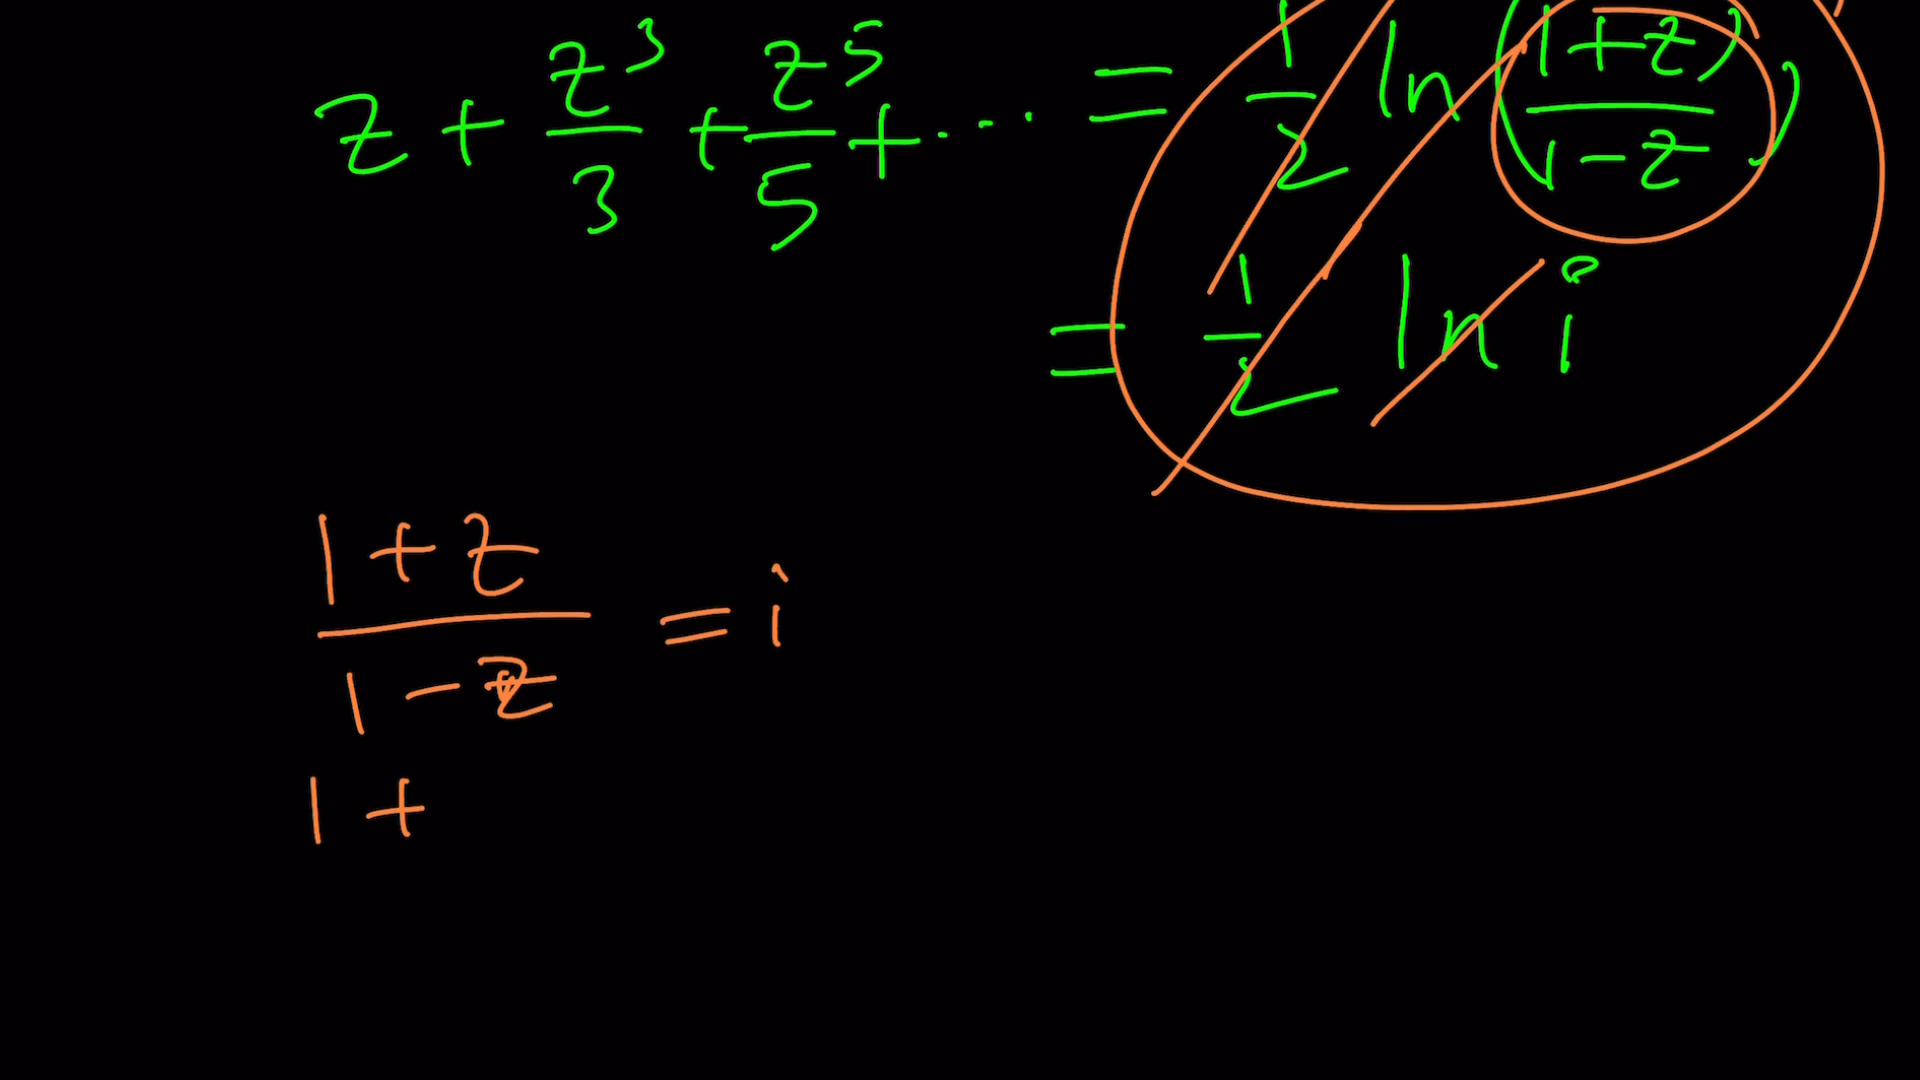 z + z³/3 + z⁵/5 + ... = 1/2 ln((1+z)/(1-z))
= 1/2 ln i
(1+z)/(1-z) = i
1+